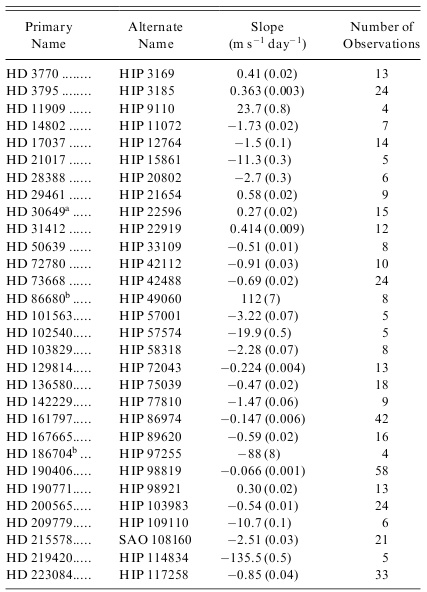 Primary Name Alternate Name Slope (m s⁻¹ day⁻¹) Number of Observations
HD 3770 ........ HIP 3169 0.41 (0.02) 13
HD 3795 ........ HIP 3185 0.363 (0.003) 24
HD 11909 ...... HIP 9110 23.7 (0.8) 4
HD 14802 ...... HIP 11072 −1.73 (0.02) 7
HD 17037 ...... HIP 12764 −1.5 (0.1) 14
HD 21017 ...... HIP 15861 −11.3 (0.3) 5
HD 28388 ...... HIP 20802 −2.7 (0.3) 6
HD 29461 ...... HIP 21654 0.58 (0.02) 9
HD 30649ᵃ ..... HIP 22596 0.27 (0.02) 15
HD 31412 ...... HIP 22919 0.414 (0.009) 12
HD 50639 ...... HIP 33109 −0.51 (0.01) 8
HD 72780 ...... HIP 42112 −0.91 (0.03) 10
HD 73668 ...... HIP 42488 −0.69 (0.02) 24
HD 86680ᵇ ..... HIP 49060 112 (7) 8
HD 101563..... HIP 57001 −3.22 (0.07) 5
HD 102540..... HIP 57574 −19.9 (0.5) 5
HD 103829..... HIP 58318 −2.28 (0.07) 8
HD 129814..... HIP 72043 −0.224 (0.004) 13
HD 136580..... HIP 75039 −0.47 (0.02) 18
HD 142229..... HIP 77810 −1.47 (0.06) 9
HD 161797..... HIP 86974 −0.147 (0.006) 42
HD 167665..... HIP 89620 −0.59 (0.02) 16
HD 186704ᵇ ... HIP 97255 −88 (8) 4
HD 190406..... HIP 98819 −0.066 (0.001) 58
HD 190771..... HIP 98921 0.30 (0.02) 13
HD 200565..... HIP 103983 −0.54 (0.01) 24
HD 209779..... HIP 109110 −10.7 (0.1) 6
HD 215578..... SAO 108160 −2.51 (0.03) 21
HD 219420..... HIP 114834 −135.5 (0.5) 5
HD 223084..... HIP 117258 −0.85 (0.04) 33